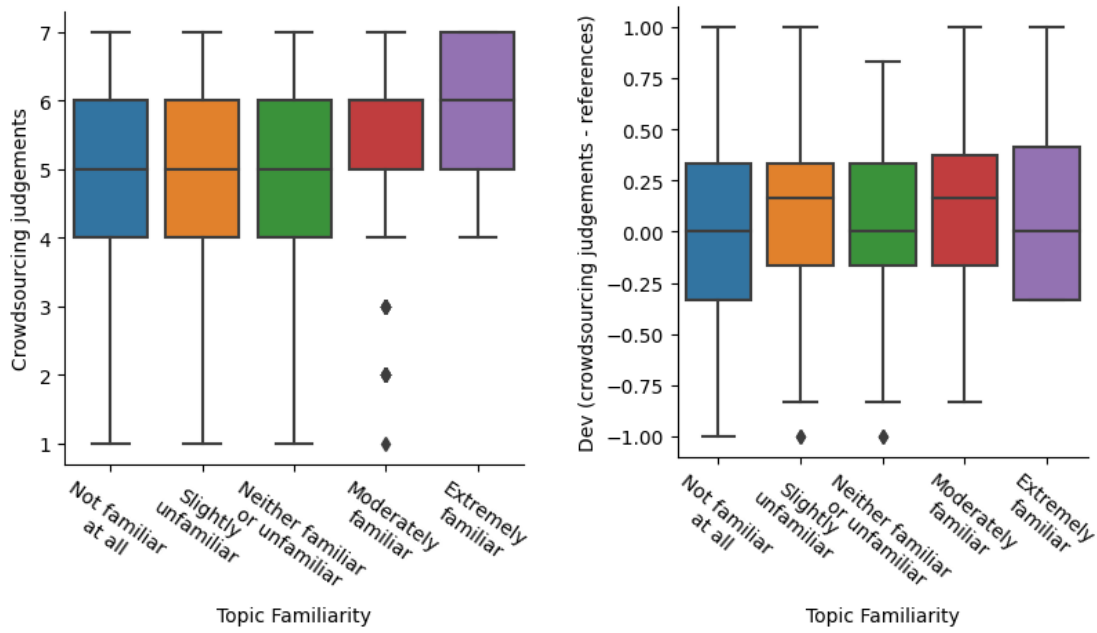 Crowdsourcing judgements
7
6
5
4
3
2
1
Not familiar
at all
Slightly
unfamiliar
Neither familiar
or unfamiliar
Moderately
familiar
Extremely
familiar
Topic Familiarity
Dev (crowdsourcing judgements - references)
1.00
0.75
0.50
0.25
0.00
−0.25
−0.50
−0.75
−1.00
Not familiar
at all
Slightly
unfamiliar
Neither familiar
or unfamiliar
Moderately
familiar
Extremely
familiar
Topic Familiarity